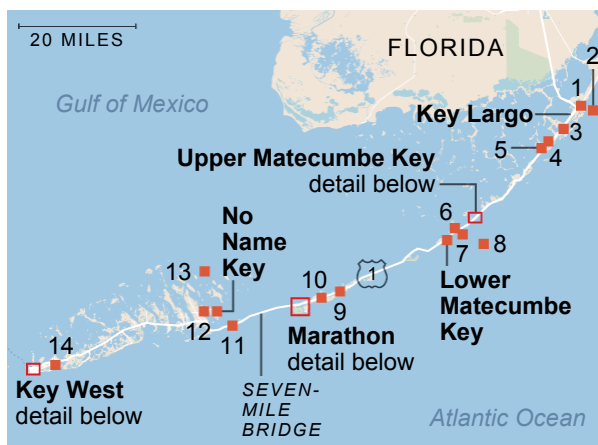 20 MILES
FLORIDA
2
1
Gulf of Mexico
Key Largo
3
5
4
Upper Matecumbe Key
detail below
6
No
Name
Key
7
8
13
1
10
9
Lower
Matecumbe
Key
12
11
Marathon
detail below
14
Key West
detail below
SEVEN-
MILE
BRIDGE
Atlantic Ocean